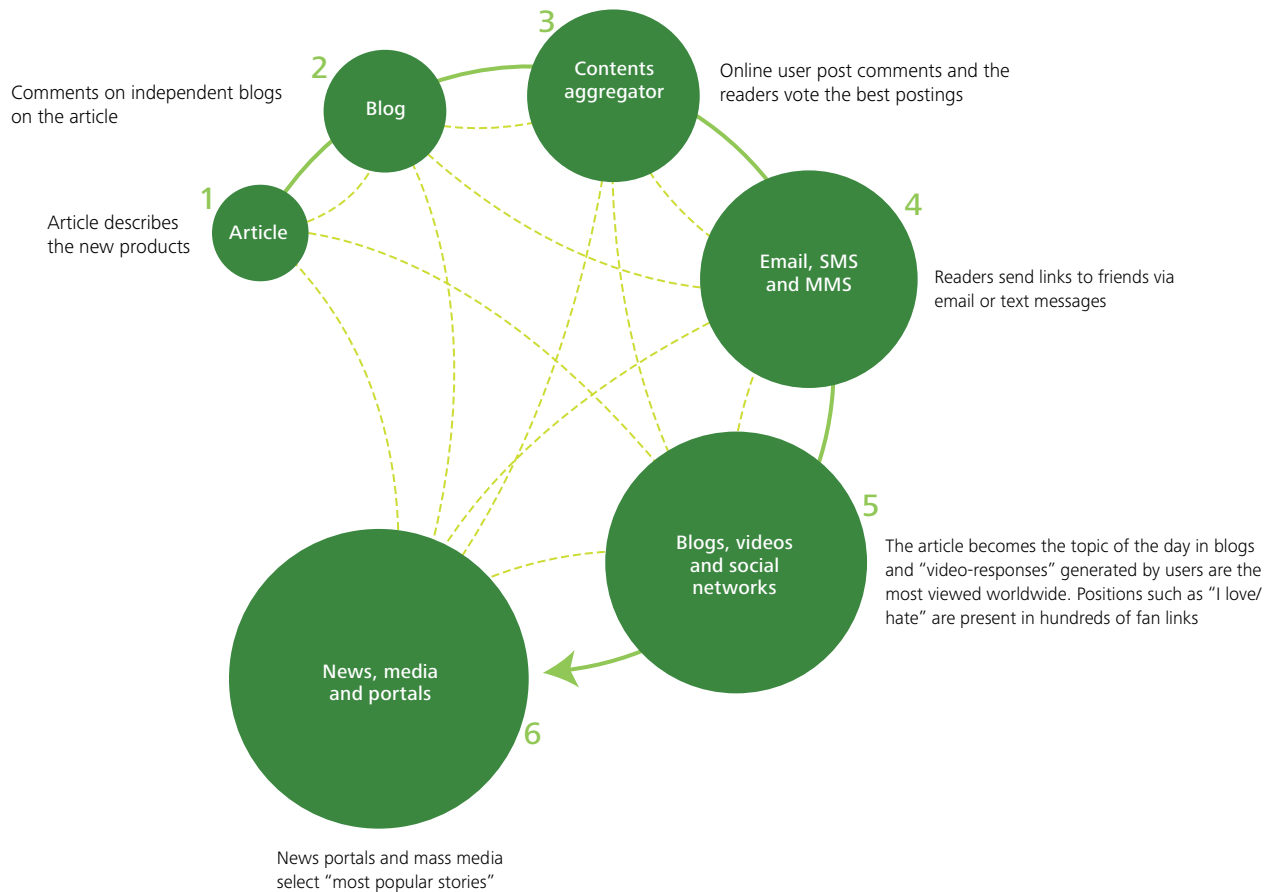 3
Contents
aggregator
Online user post comments and the
readers vote the best postings
2
Blog
Comments on independent blogs
on the article
1
Article
Article describes
the new products
4
Email, SMS
and MMS
Readers send links to friends via
email or text messages
5
Blogs, videos
and social
networks
The article becomes the topic of the day in blogs
and “video-responses” generated by users are the
most viewed worldwide. Positions such as “I love/
hate” are present in hundreds of fan links
News, media
and portals
6
News portals and mass media
select “most popular stories”